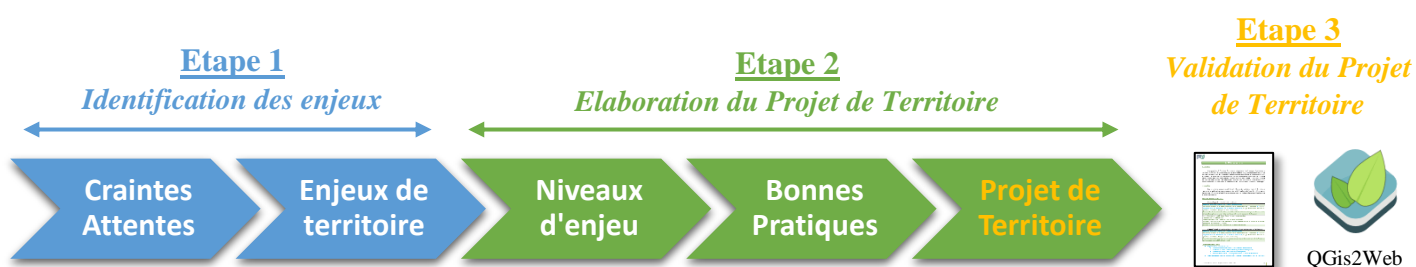 Etape 1
Identification des enjeux
Etape 2
Elaboration du Projet de Territoire
Etape 3
Validation du Projet
de Territoire
Craintes
Attentes
Enjeux de
territoire
Niveaux
d'enjeu
Bonnes
Pratiques
Projet de
Territoire
QGis2Web